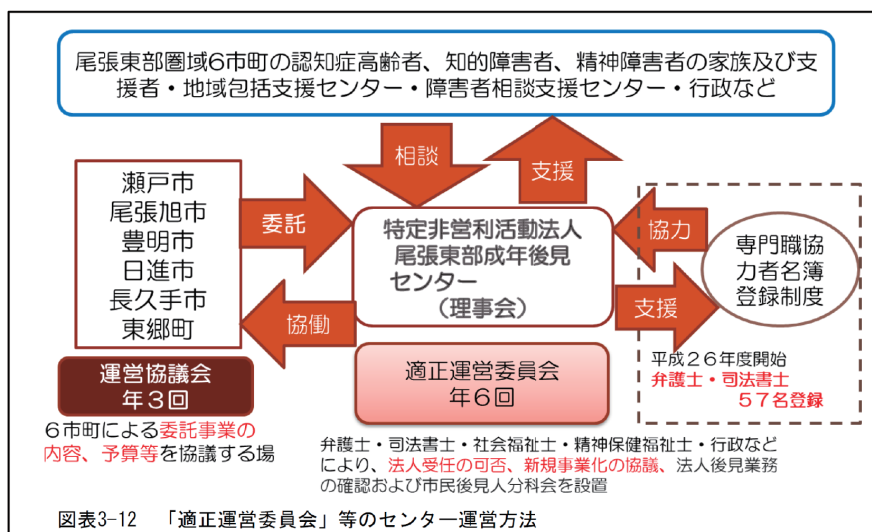 尾張東部圏域6市町の認知症高齢者、知的障害者、精神障害者の家族及び支
援者・地域包括支援センター・障害者相談支援センター・行政など
相談
支援
瀬戸市
尾張旭市
豊明市
日進市
長久手市
東郷町
委託
協働
特定非営利活動法人
尾張東部成年後見
センター
（理事会）
協力
支援
専門職協
力者名簿
登録制度
運営協議会
年3回
6市町による委託事業の
内容、予算等を協議する場
適正運営委員会
年6回
弁護士・司法書士・社会福祉士・精神保健福祉士・行政など
により、法人受任の可否、新規事業化の協議、法人後見業務
の確認および市民後見人分科会を設置
平成26年度開始
弁護士・司法書士
57名登録
図表3-12　「適正運営委員会」等のセンター運営方法